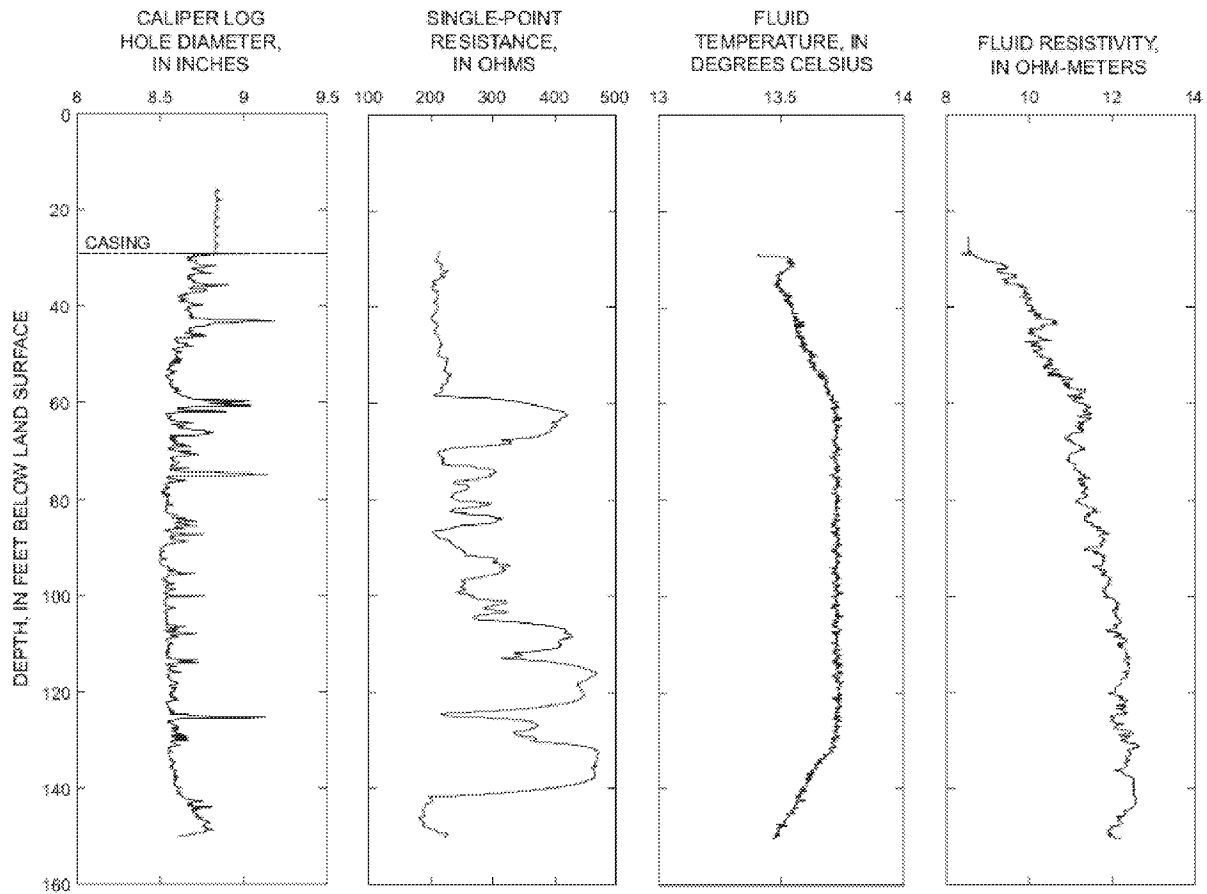 CALIPER LOG
HOLE DIAMETER,
IN INCHES
8 8.5 9 9.5
SINGLE-POINT
RESISTANCE,
IN OHMS
100 200 300 400 500
FLUID
TEMPERATURE, IN
DEGREES CELSIUS
13 13.5 14
FLUID RESISTIVITY,
IN OHM-METERS
8 10 12 14
DEPTH, IN FEET BELOW LAND SURFACE
0
20
CASING
40
60
80
100
120
140
160